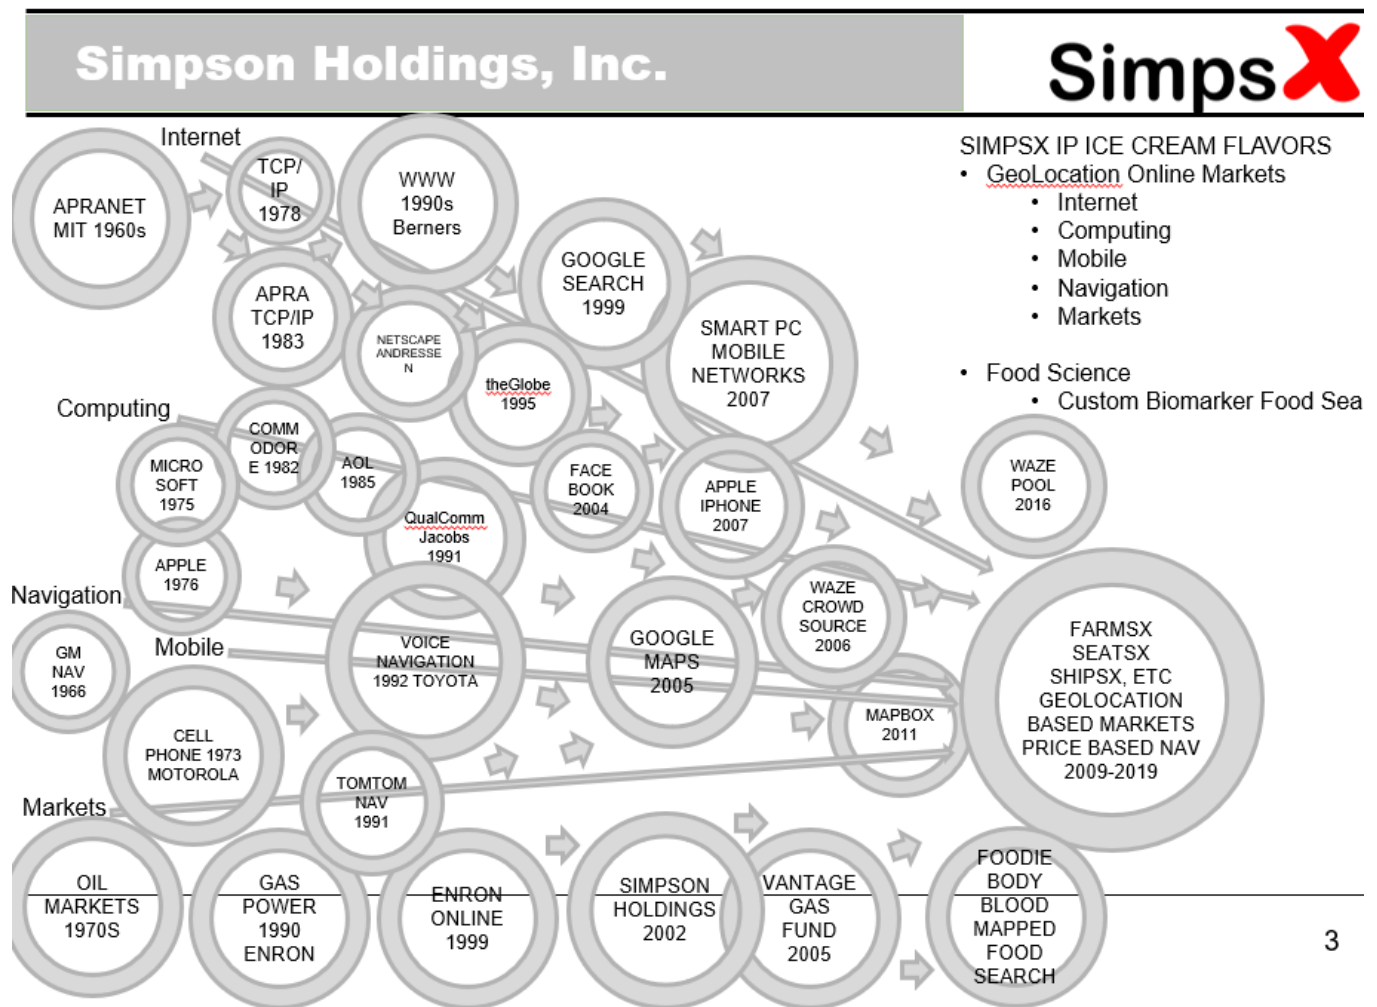 Simpson Holdings, Inc.
SimpsX
Internet
APRANET
MIT 1960s
TCP/
IP
1978
WWW
1990s
Berners
APRA
TCP/IP
1983
NETSCAPE
ANDRESSE
N
GOOGLE
SEARCH
1999
theGlobe
1995
SMART PC
MOBILE
NETWORKS
2007
SIMPSX IP ICE CREAM FLAVORS
• GeoLocation Online Markets
• Internet
• Computing
• Mobile
• Navigation
• Markets
• Food Science
• Custom Biomarker Food Sea
Computing
MICRO
SOFT
1975
COMM
ODOR
E 1982
AOL
1985
QualComm
Jacobs
1991
FACE
BOOK
2004
APPLE
IPHONE
2007
WAZE
POOL
2016
APPLE
1976
Navigation
GM
NAV
1966
Mobile
VOICE
NAVIGATION
1992 TOYOTA
GOOGLE
MAPS
2005
WAZE
CROWD
SOURCE
2006
MAPBOX
2011
FARMSX
SEATSX
SHIPSX, ETC
GEOLOCATION
BASED MARKETS
PRICE BASED NAV
2009-2019
CELL
PHONE 1973
MOTOROLA
TOMTOM
NAV
1991
Markets
OIL
MARKETS
1970S
GAS
POWER
1990
ENRON
ENRON
ONLINE
1999
SIMPSON
HOLDINGS
2002
VANTAGE
GAS
FUND
2005
FOODIE
BODY
BLOOD
MAPPED
FOOD
SEARCH
3